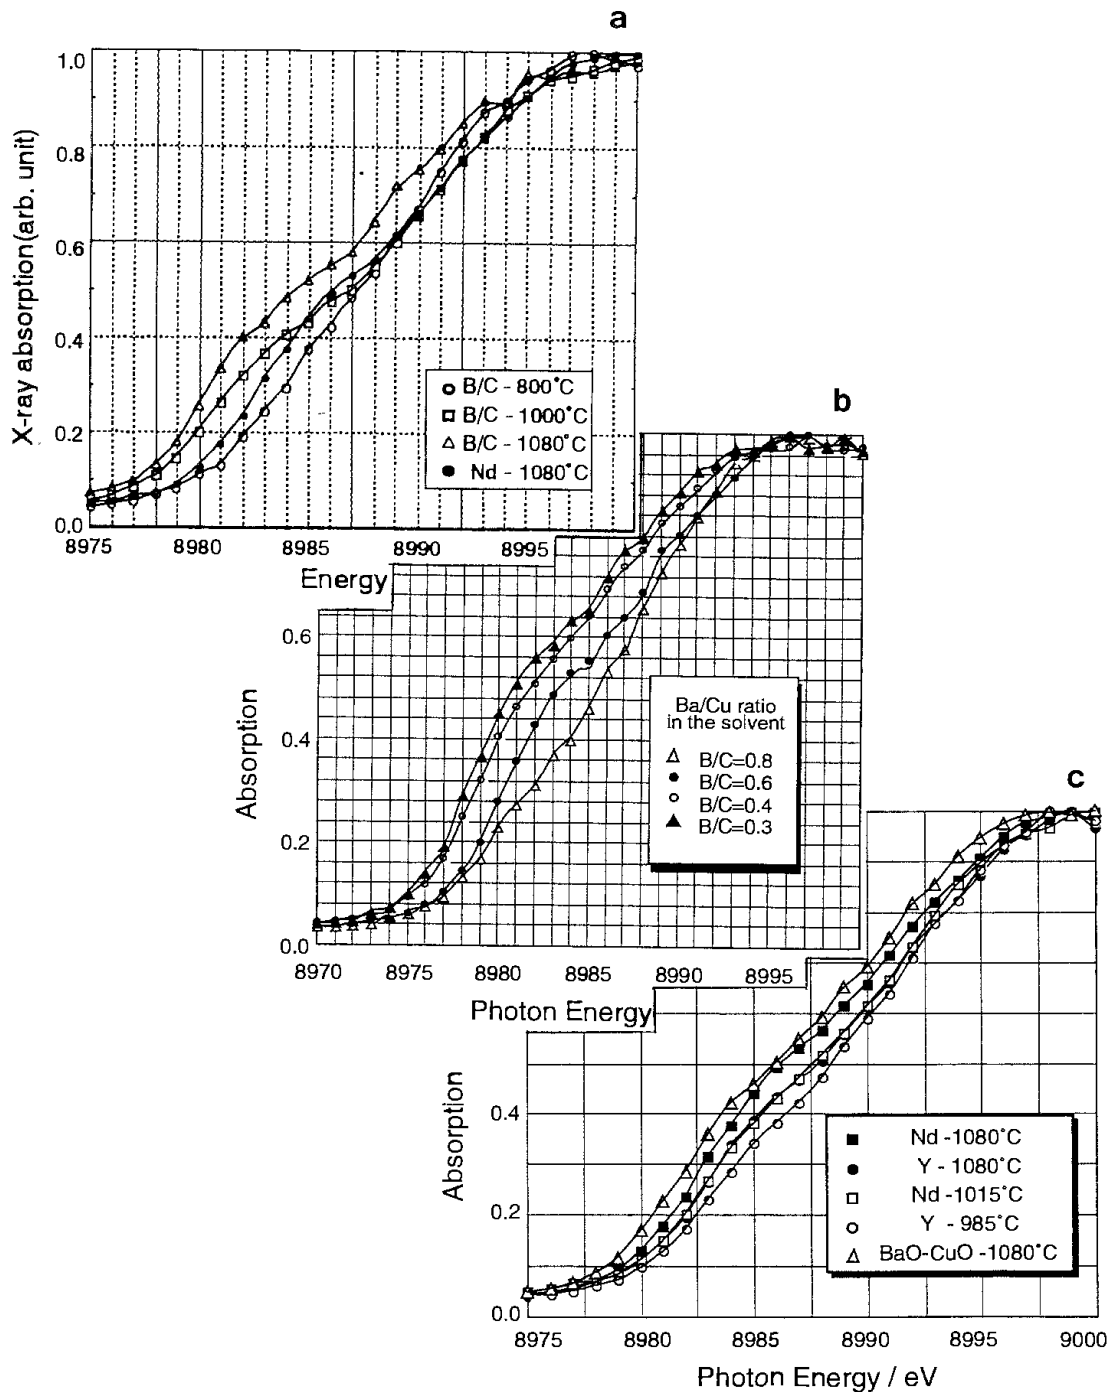 a
1.0
0.8
0.6
0.4
0.2
0.0
X-ray absorption(arb. unit)
B/C - 800°C
B/C - 1000°C
B/C - 1080°C
Nd - 1080°C
8975 8980 8985 8990 8995
Energy
b
0.6
0.4
0.2
0.0
Absorption
Ba/Cu ratio
in the solvent
B/C=0.8
B/C=0.6
B/C=0.4
B/C=0.3
8970 8975 8980 8985 8990 8995
Photon Energy
c
0.4
0.2
0.0
Absorption
Nd -1080°C
Y - 1080°C
Nd -1015°C
Y - 985°C
BaO-CuO -1080°C
8975 8980 8985 8990 8995 9000
Photon Energy / eV